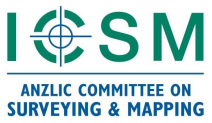 ICSM
ANZLIC COMMITTEE ON
SURVEYING & MAPPING